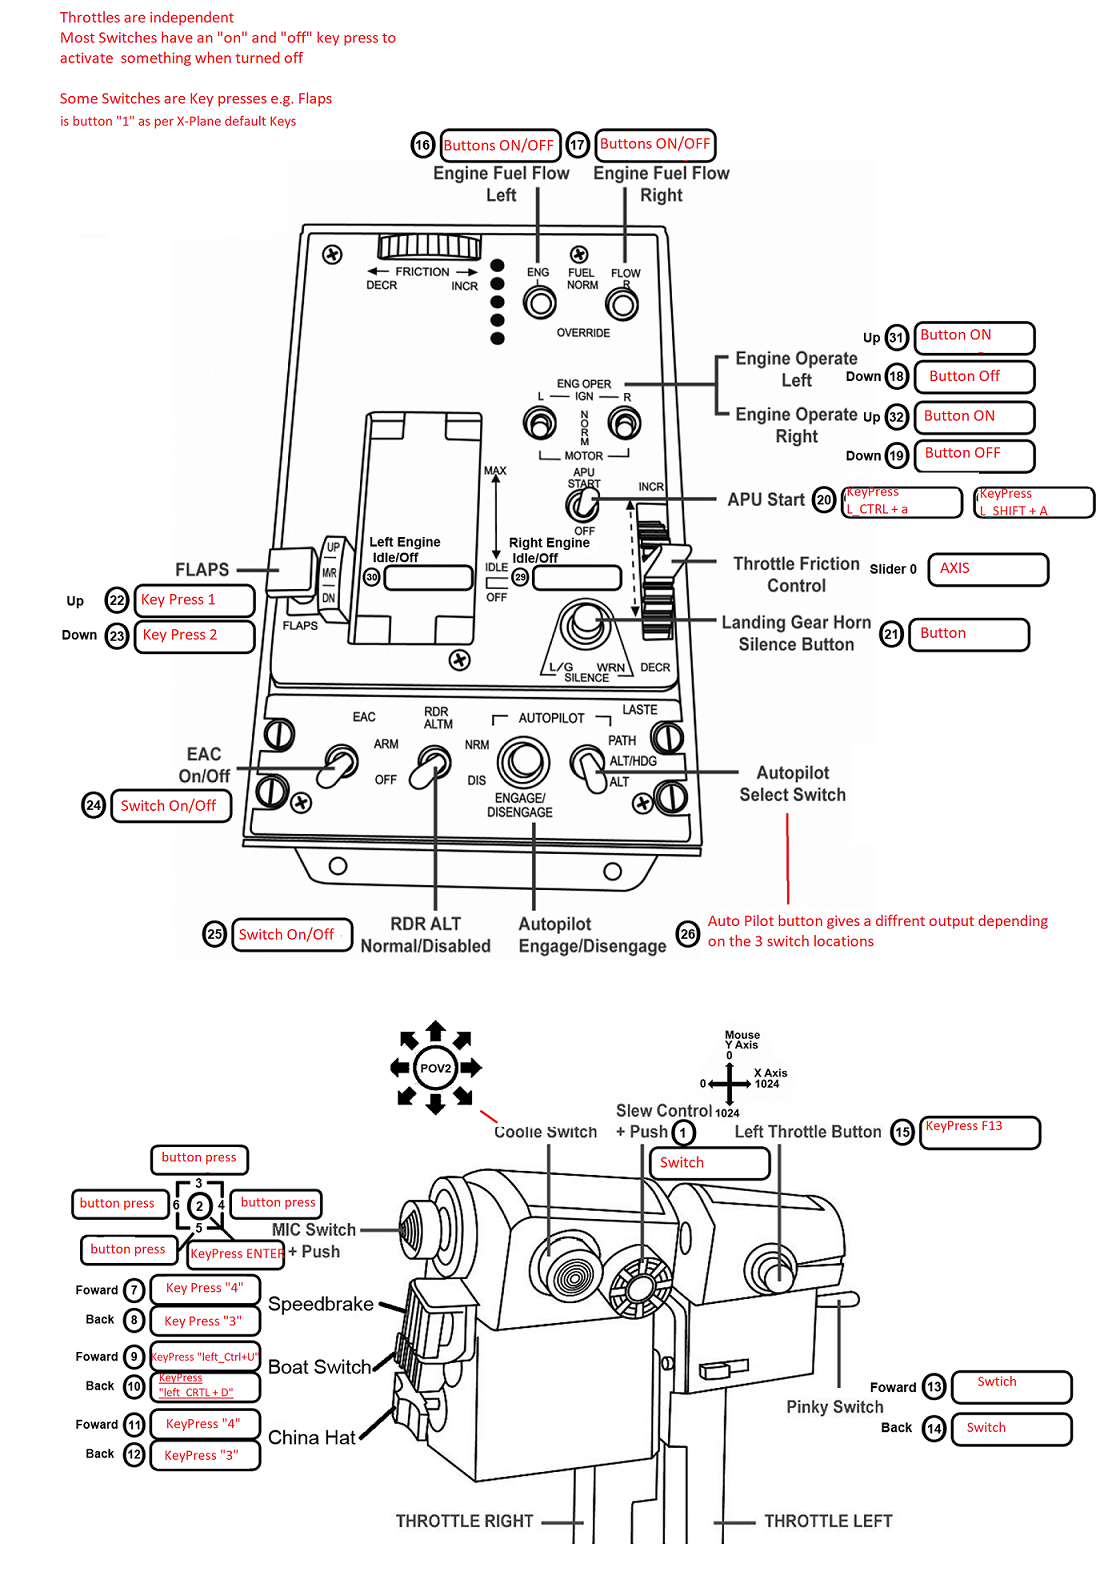 Throttles are independent
Most Switches have an "on" and "off" key press to
activate something when turned off
Some Switches are Key presses e.g. Flaps
is button "1" as per X-Plane default Keys
16 Buttons ON/OFF 17 Buttons ON/OFF
Engine Fuel Flow Left
Engine Fuel Flow Right
FRICTION
DECR INCR
ENG L
FUEL NORM
FLOW R
OVERRIDE
Up 31 Button ON
Engine Operate Left
Down 18 Button Off
ENG OPER
L IGN R
NORM
MOTOR
Engine Operate Right
Up 32 Button ON
Down 19 Button OFF
APU START
OFF
MAX
IDLE
OFF
INCR
DECR
APU Start 20 KeyPress L_CTRL + a
KeyPress L_SHIFT + A
Left Engine Idle/Off
30
Right Engine Idle/Off
29
Throttle Friction Control Slider 0 AXIS
FLAPS
UP
MVR
DN
FLAPS
Up 22 Key Press 1
Down 23 Key Press 2
Landing Gear Horn Silence Button 21 Button
L/G WRN
SILENCE
EAC
RDR ALTM
AUTOPILOT
LASTE
ARM
OFF
NRM
DIS
PATH
ALT/HDG
ALT
ENGAGE/
DISENGAGE
EAC On/Off
24 Switch On/Off
Autopilot Select Switch
25 Switch On/Off
RDR ALT Normal/Disabled
Autopilot Engage/Disengage
26 Auto Pilot button gives a diffrent output depending
on the 3 switch locations
POV2
Mouse
Y Axis
0
0 X Axis 1024
1024
Coolie Switch
Slew Control + Push 1
Switch
Left Throttle Button 15 KeyPress F13
button press
button press 6 3 2 4 5 button press
button press
KeyPress ENTER
MIC Switch + Push
Foward 7 Key Press "4"
Back 8 Key Press "3"
Speedbrake
Foward 9 KeyPress "left_Ctrl+U"
Back 10 KeyPress "left_CRTL + D"
Boat Switch
Foward 11 KeyPress "4"
Back 12 KeyPress "3"
China Hat
Pinky Switch
Foward 13 Swtich
Back 14 Switch
THROTTLE RIGHT
THROTTLE LEFT